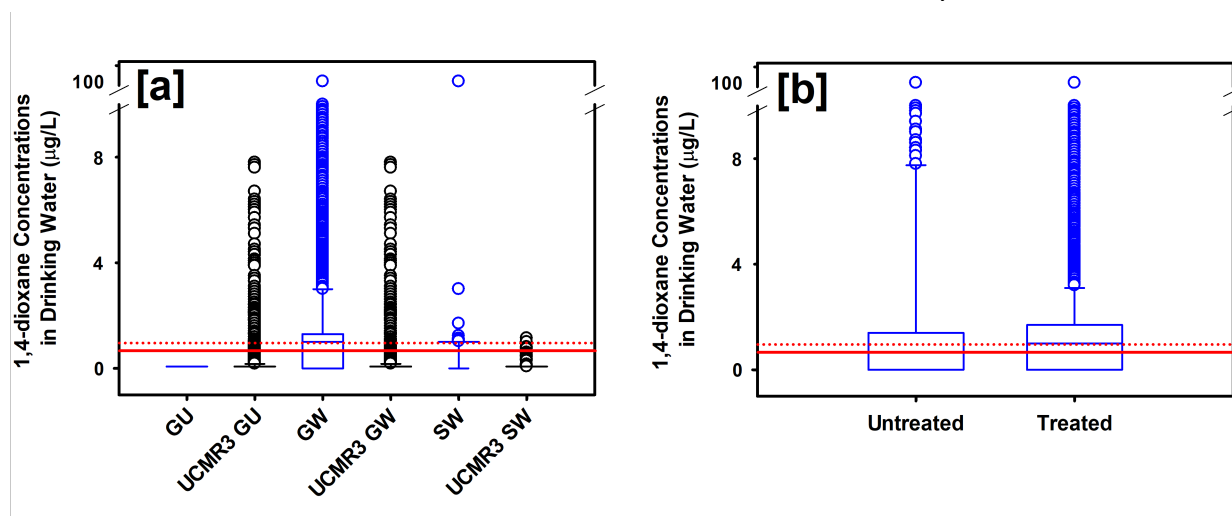 [a]
1,4-dioxane Concentrations
in Drinking Water (μg/L)
100
8
4
0
GU
UCMR3 GU
GW
UCMR3 GW
SW
UCMR3 SW
[b]
1,4-dioxane Concentrations
in Drinking Water (μg/L)
100
8
4
0
Untreated
Treated